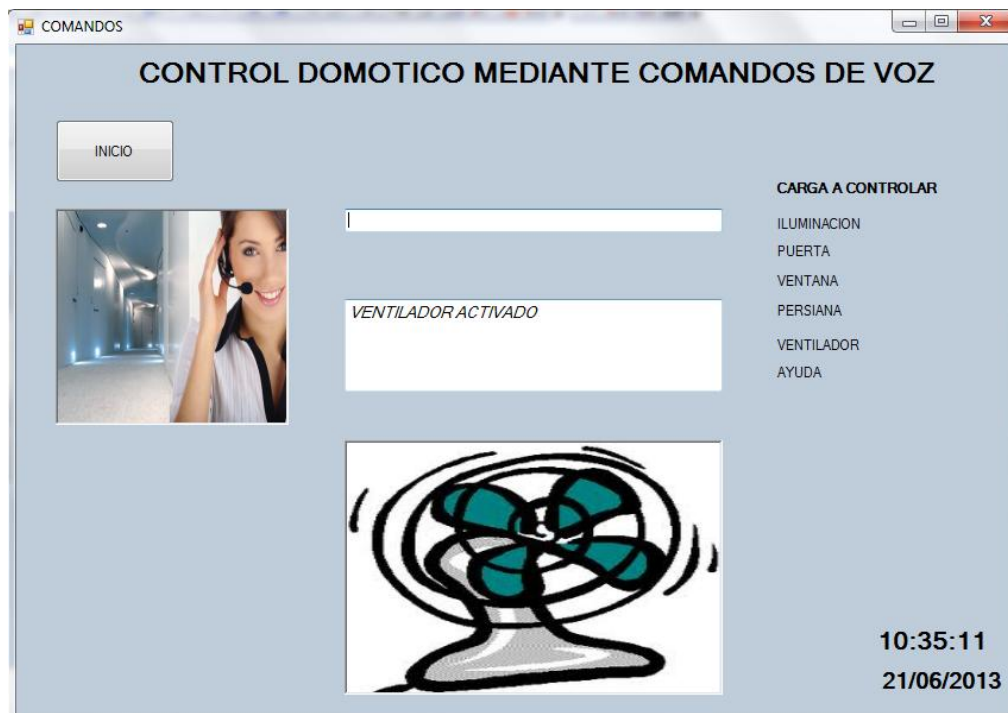 COMANDOS
CONTROL DOMOTICO MEDIANTE COMANDOS DE VOZ
INICIO
CARGA A CONTROLAR
ILUMINACION
PUERTA
VENTANA
PERSIANA
VENTILADOR
AYUDA
VENTILADOR ACTIVADO
10:35:11
21/06/2013